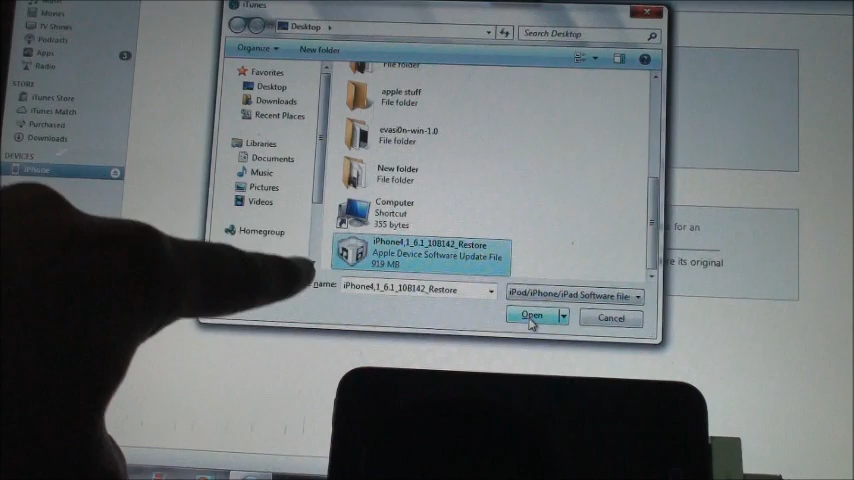 iTunes
Movies
TV Shows
Podcasts
Apps
3
Radio
STORE
iTunes Store
iTunes Match
Purchased
Downloads
DEVICES
iPhone
Desktop
Search Desktop
Organize
New folder
Favorites
Desktop
Downloads
Recent Places
Libraries
Documents
Music
Pictures
Videos
Homegroup
File folder
apple stuff
File folder
evasi0n-win-1.0
File folder
New folder
File folder
Computer
Shortcut
355 bytes
iPhone4,1_6.1_10B142_Restore
Apple Device Software Update File
919 MB
name:
iPhone4,1_6.1_10B142_Restore
iPod/iPhone/iPad Software file
Open
Cancel
s for an
re its original